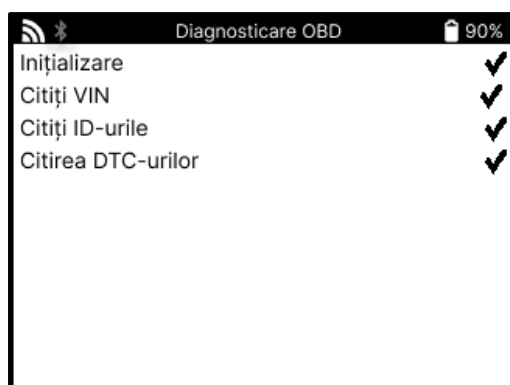 Diagnosticare OBD 90%
Inițializare
Citiți VIN
Citiți ID-urile
Citirea DTC-urilor